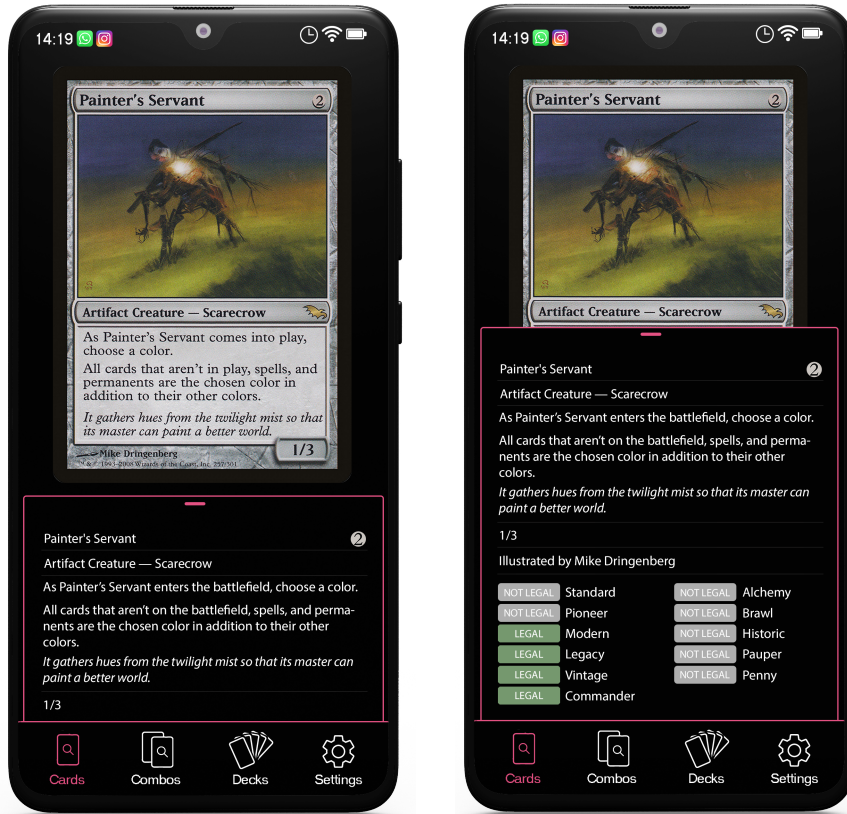 14:19
Painter's Servant 2
Artifact Creature — Scarecrow
As Painter's Servant comes into play,
choose a color.
All cards that aren't in play, spells, and
permanents are the chosen color in
addition to their other colors.
It gathers hues from the twilight mist so that
its master can paint a better world.
1/3
Mike Dringenberg
™ & © 1993–2008 Wizards of the Coast, Inc. 257/301
Painter's Servant 2
Artifact Creature — Scarecrow
As Painter's Servant enters the battlefield, choose a color.
All cards that aren't on the battlefield, spells, and perma-
nents are the chosen color in addition to their other
colors.
It gathers hues from the twilight mist so that its master can
paint a better world.
1/3
Cards Combos Decks Settings
14:19
Painter's Servant 2
Artifact Creature — Scarecrow
Painter's Servant 2
Artifact Creature — Scarecrow
As Painter's Servant enters the battlefield, choose a color.
All cards that aren't on the battlefield, spells, and perma-
nents are the chosen color in addition to their other
colors.
It gathers hues from the twilight mist so that its master can
paint a better world.
1/3
Illustrated by Mike Dringenberg
NOT LEGAL Standard NOT LEGAL Alchemy
NOT LEGAL Pioneer NOT LEGAL Brawl
LEGAL Modern NOT LEGAL Historic
LEGAL Legacy NOT LEGAL Pauper
LEGAL Vintage NOT LEGAL Penny
LEGAL Commander
Cards Combos Decks Settings